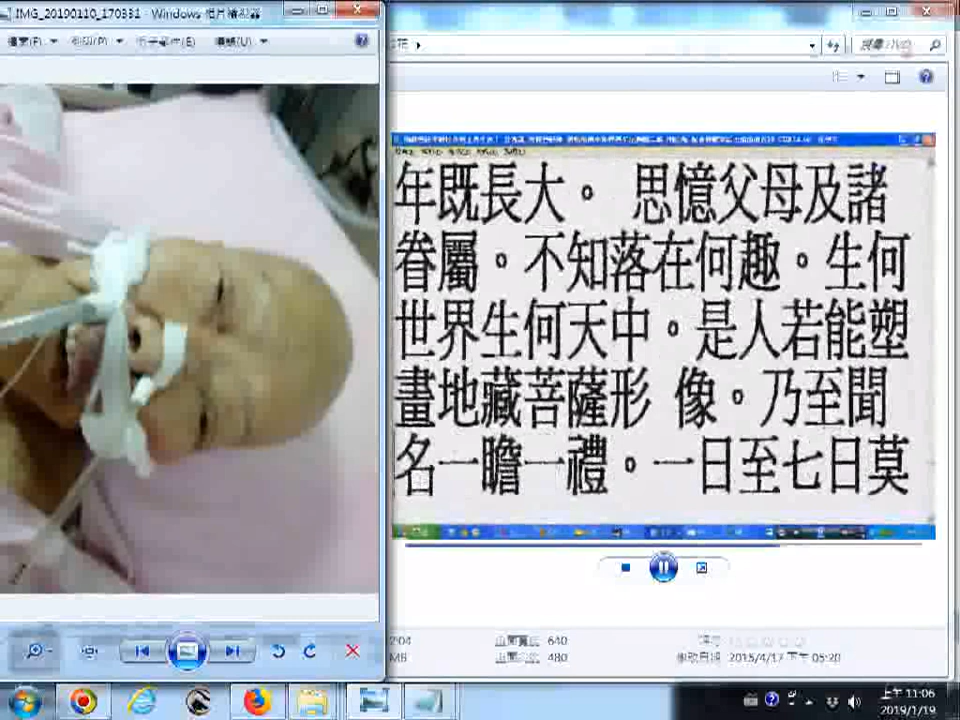 IMG_20190110_170331 - Windows 相片檢視器
年既長大。 思憶父母及諸
眷屬。不知落在何趣。生何
世界生何天中。是人若能塑
畫地藏菩薩形 像。乃至聞
名一瞻一禮。一日至七日莫
640
480
2015/4/17 下午 05:20
上午 11:06
2019/1/19